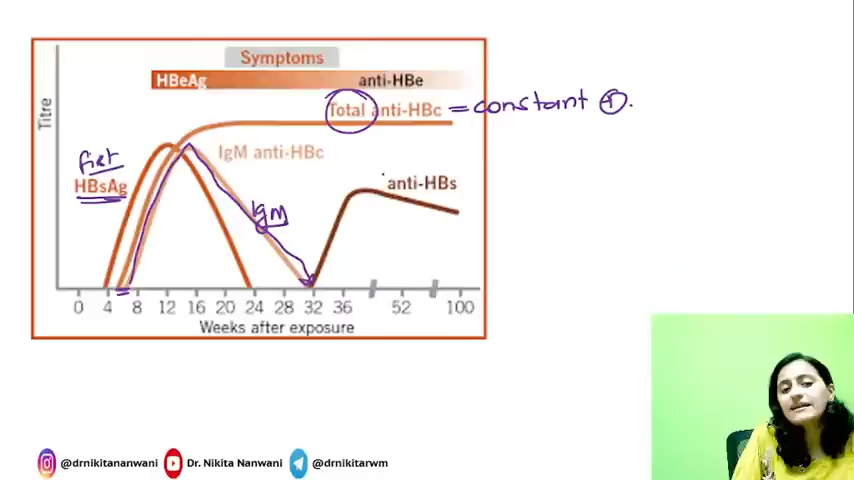 Symptoms
HBeAg anti-HBe
Total anti-HBc = constant +.
Titre
IgM anti-HBc
first
HBsAg
anti-HBs
IgM
0 4 8 12 16 20 24 28 32 36 52 100
Weeks after exposure
@drnikitananwani Dr. Nikita Nanwani @drnikitarwm